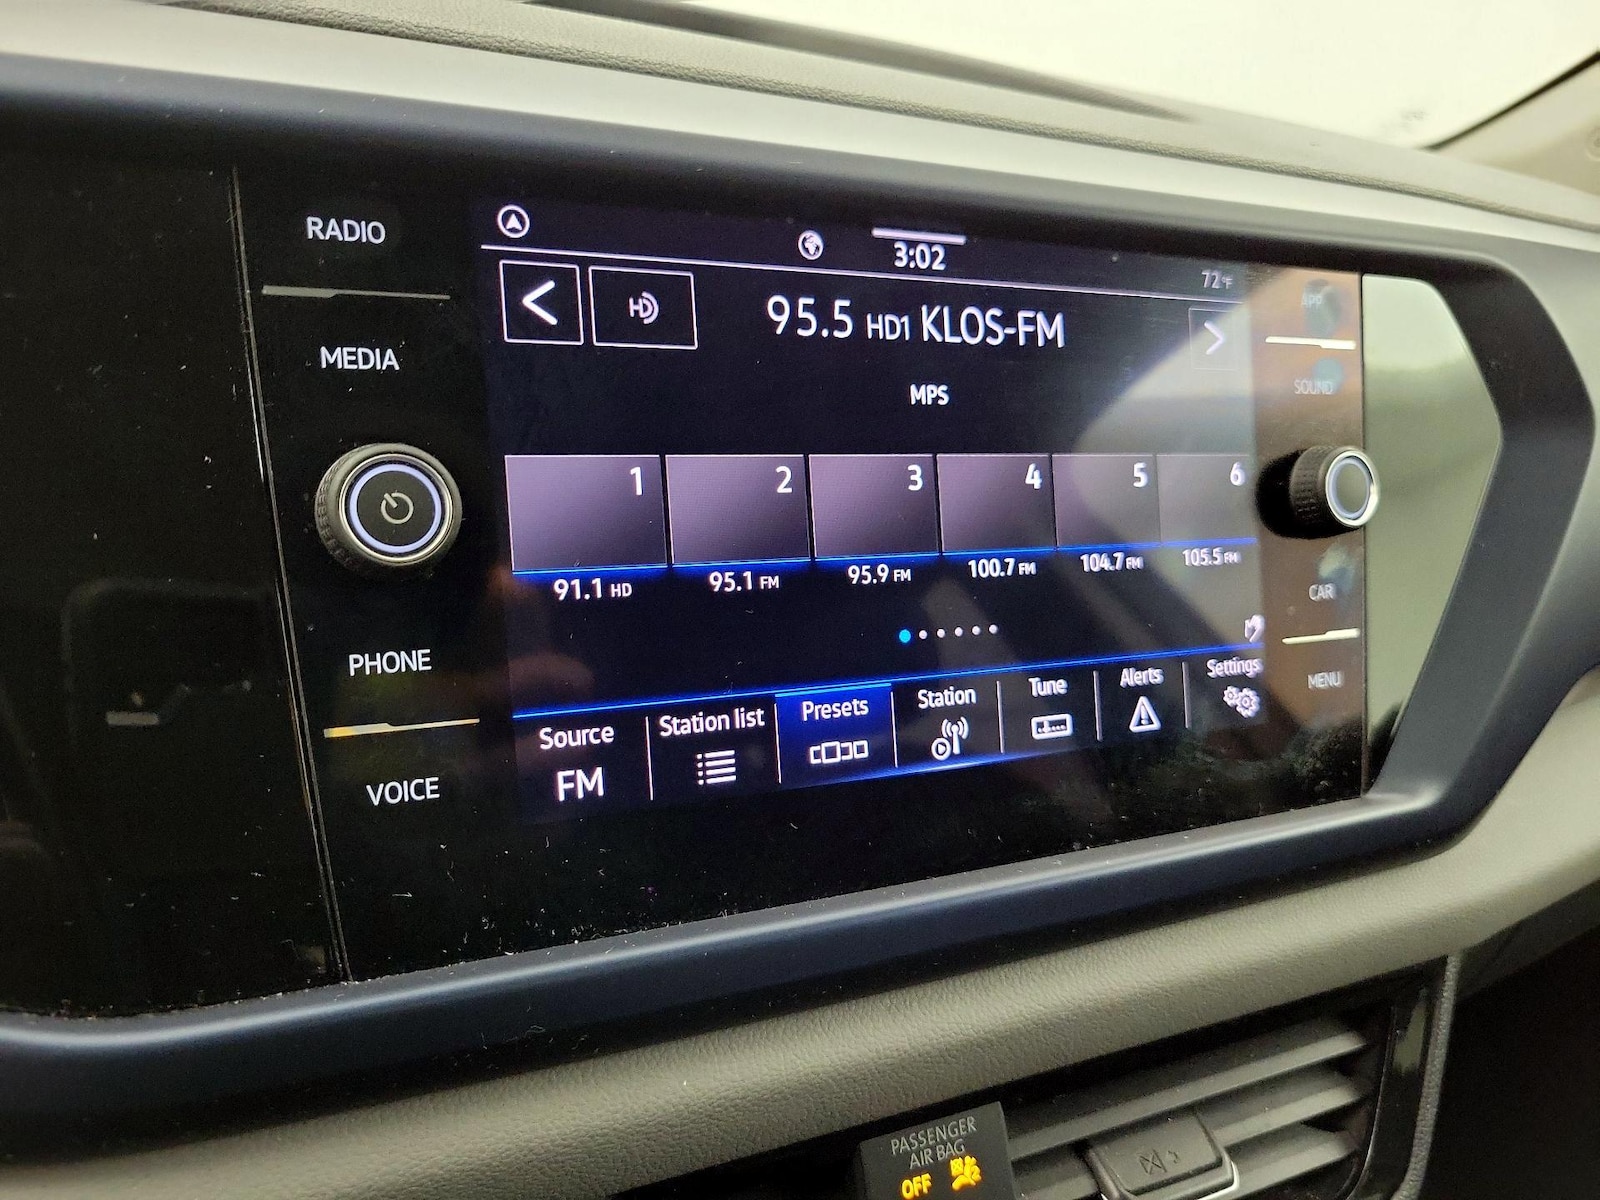 RADIO
MEDIA
PHONE
VOICE
3:02
72°F
HD
95.5 HD1 KLOS-FM
MPS
1 2 3 4 5 6
91.1 HD 95.1 FM 95.9 FM 100.7 FM 104.7 FM 105.5 FM
Source Station list Presets Station Tune Alerts Settings
FM
APP
SOUND
CAR
MENU
PASSENGER
AIR BAG
OFF